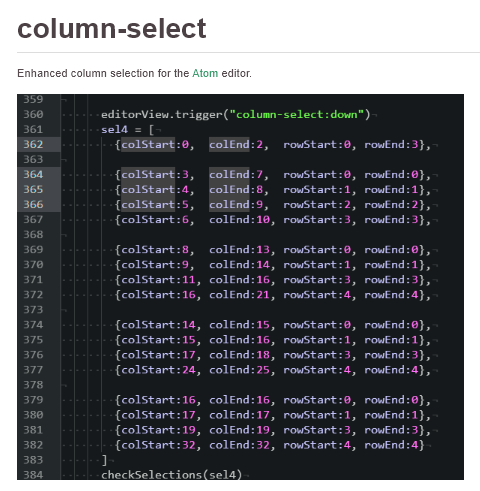 column-select
Enhanced column selection for the Atom editor.
359
360 editorView.trigger("column-select:down")
361 sel4 = [
362 {colStart:0, colEnd:2, rowStart:0, rowEnd:3},
363
364 {colStart:3, colEnd:7, rowStart:0, rowEnd:0},
365 {colStart:4, colEnd:8, rowStart:1, rowEnd:1},
366 {colStart:5, colEnd:9, rowStart:2, rowEnd:2},
367 {colStart:6, colEnd:10, rowStart:3, rowEnd:3},
368
369 {colStart:8, colEnd:13, rowStart:0, rowEnd:0},
370 {colStart:9, colEnd:14, rowStart:1, rowEnd:1},
371 {colStart:11, colEnd:16, rowStart:3, rowEnd:3},
372 {colStart:16, colEnd:21, rowStart:4, rowEnd:4},
373
374 {colStart:14, colEnd:15, rowStart:0, rowEnd:0},
375 {colStart:15, colEnd:16, rowStart:1, rowEnd:1},
376 {colStart:17, colEnd:18, rowStart:3, rowEnd:3},
377 {colStart:24, colEnd:25, rowStart:4, rowEnd:4},
378
379 {colStart:16, colEnd:16, rowStart:0, rowEnd:0},
380 {colStart:17, colEnd:17, rowStart:1, rowEnd:1},
381 {colStart:19, colEnd:19, rowStart:3, rowEnd:3},
382 {colStart:32, colEnd:32, rowStart:4, rowEnd:4}
383 ]
384 checkSelections(sel4)